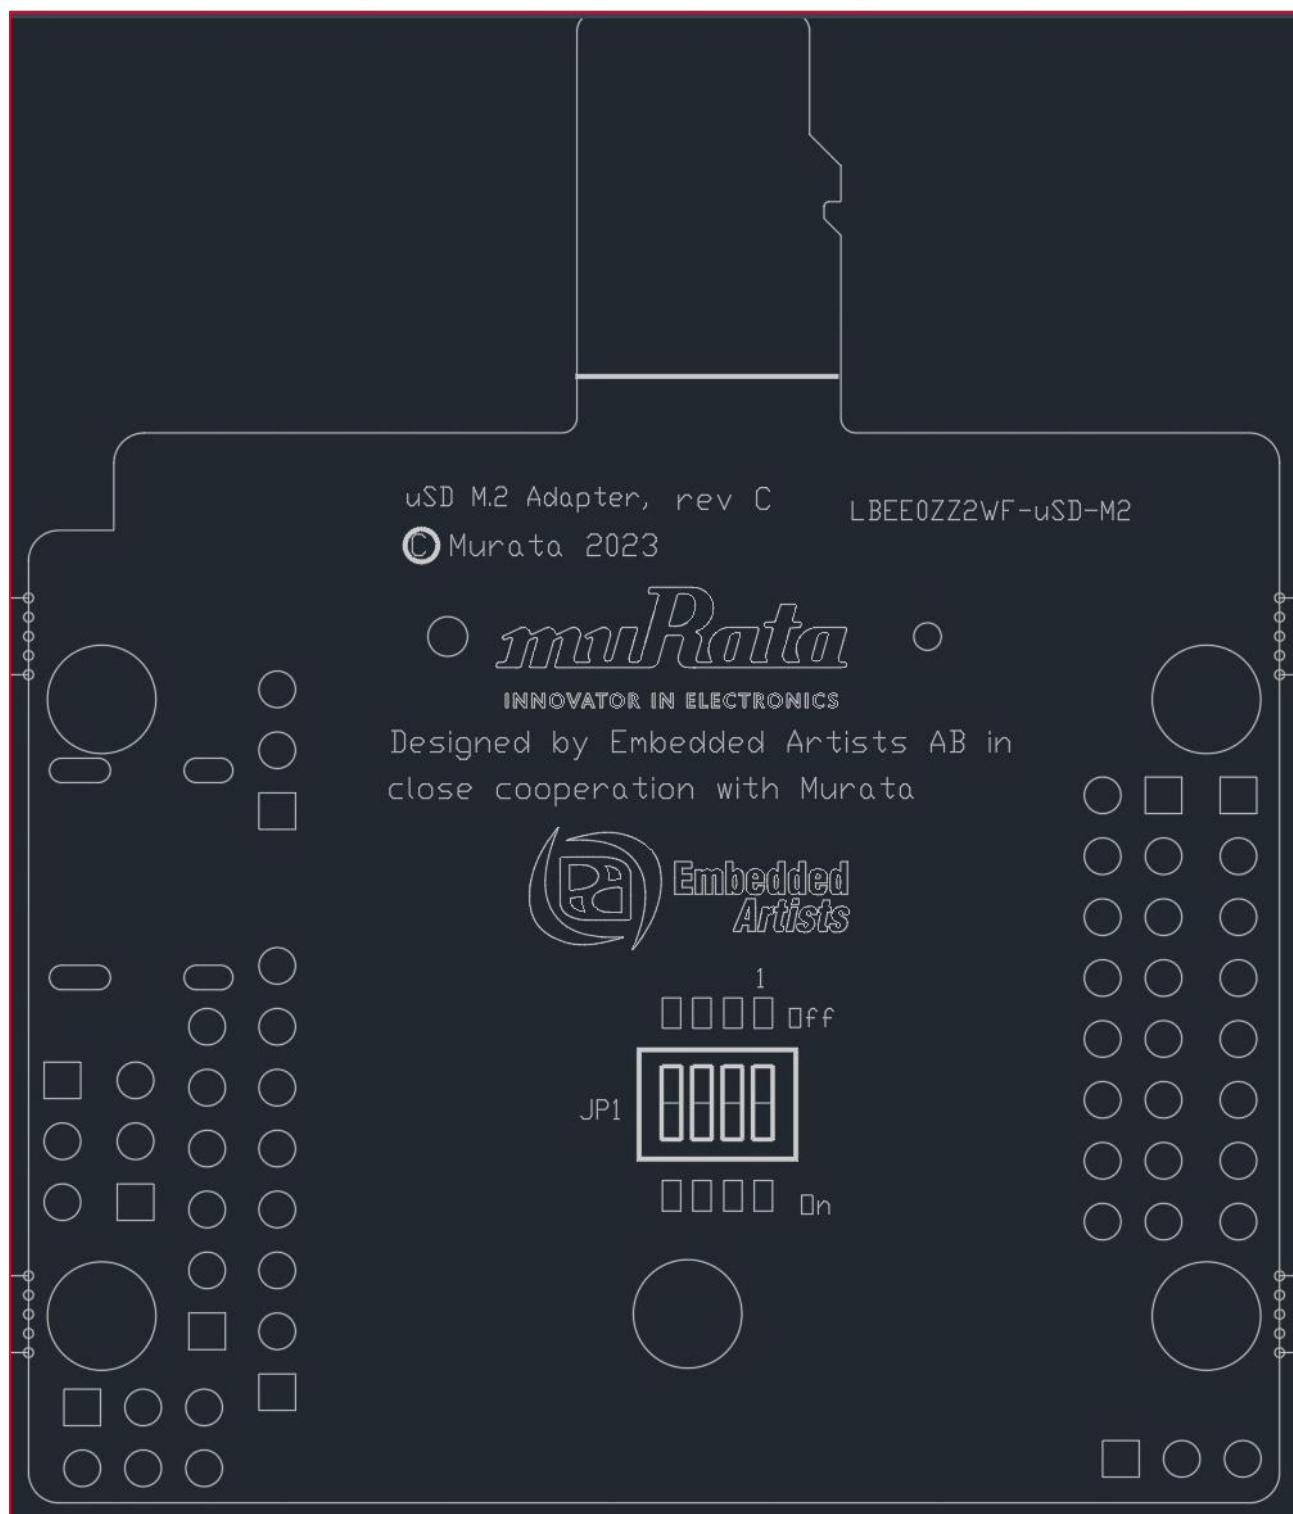 uSD M.2 Adapter, rev C
LBEE0ZZ2WF-uSD-M2
© Murata 2023
muRata
INNOVATOR IN ELECTRONICS
Designed by Embedded Artists AB in
close cooperation with Murata
Embedded
Artists
1
Off
JP1
On